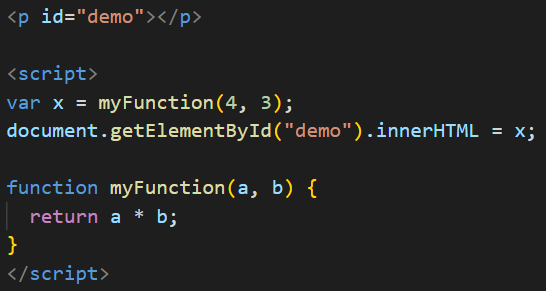 <p id="demo"></p>
<script>
var x = myFunction(4, 3);
document.getElementById("demo").innerHTML = x;
function myFunction(a, b) {
  return a * b;
}
</script>